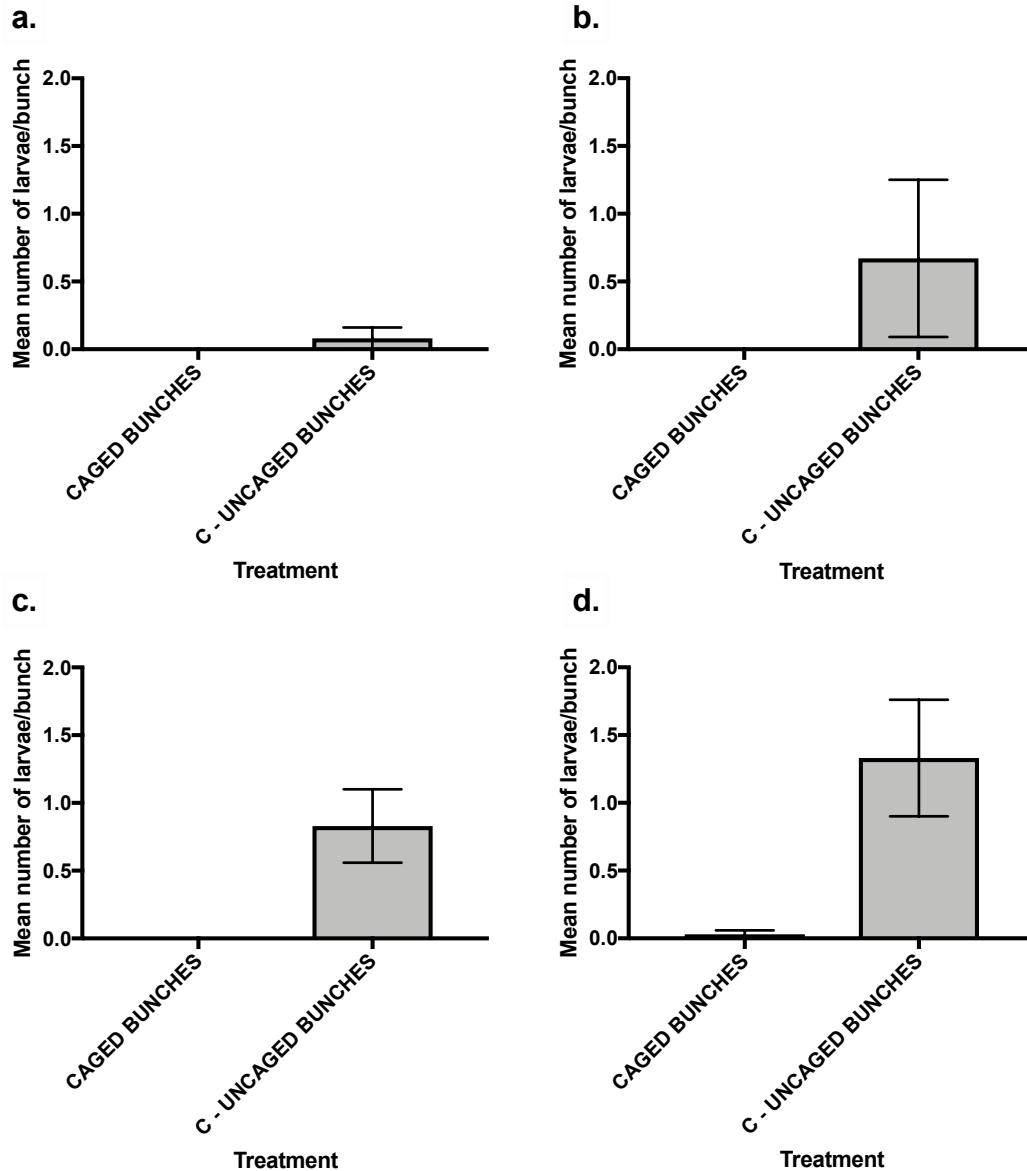 a.
Mean number of larvae/bunch
2.0
1.5
1.0
0.5
0.0
CAGED BUNCHES
C - UNCAGED BUNCHES
Treatment
b.
Mean number of larvae/bunch
2.0
1.5
1.0
0.5
0.0
CAGED BUNCHES
C - UNCAGED BUNCHES
Treatment
c.
Mean number of larvae/bunch
2.0
1.5
1.0
0.5
0.0
CAGED BUNCHES
C - UNCAGED BUNCHES
Treatment
d.
Mean number of larvae/bunch
2.0
1.5
1.0
0.5
0.0
CAGED BUNCHES
C - UNCAGED BUNCHES
Treatment